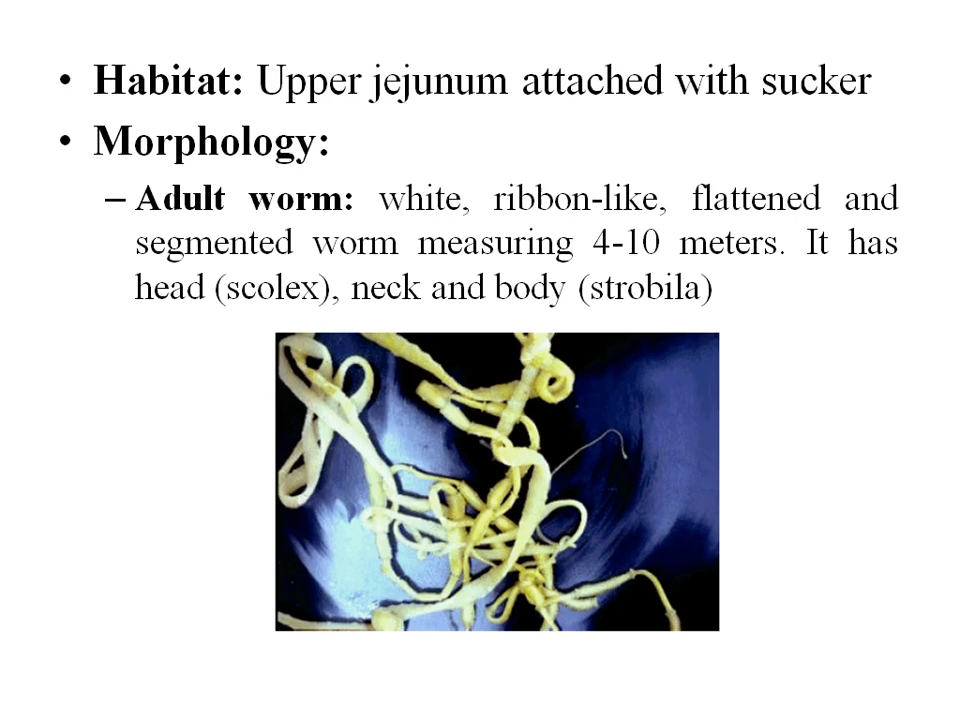 • Habitat: Upper jejunum attached with sucker
• Morphology:
– Adult worm: white, ribbon-like, flattened and
segmented worm measuring 4-10 meters. It has
head (scolex), neck and body (strobila)